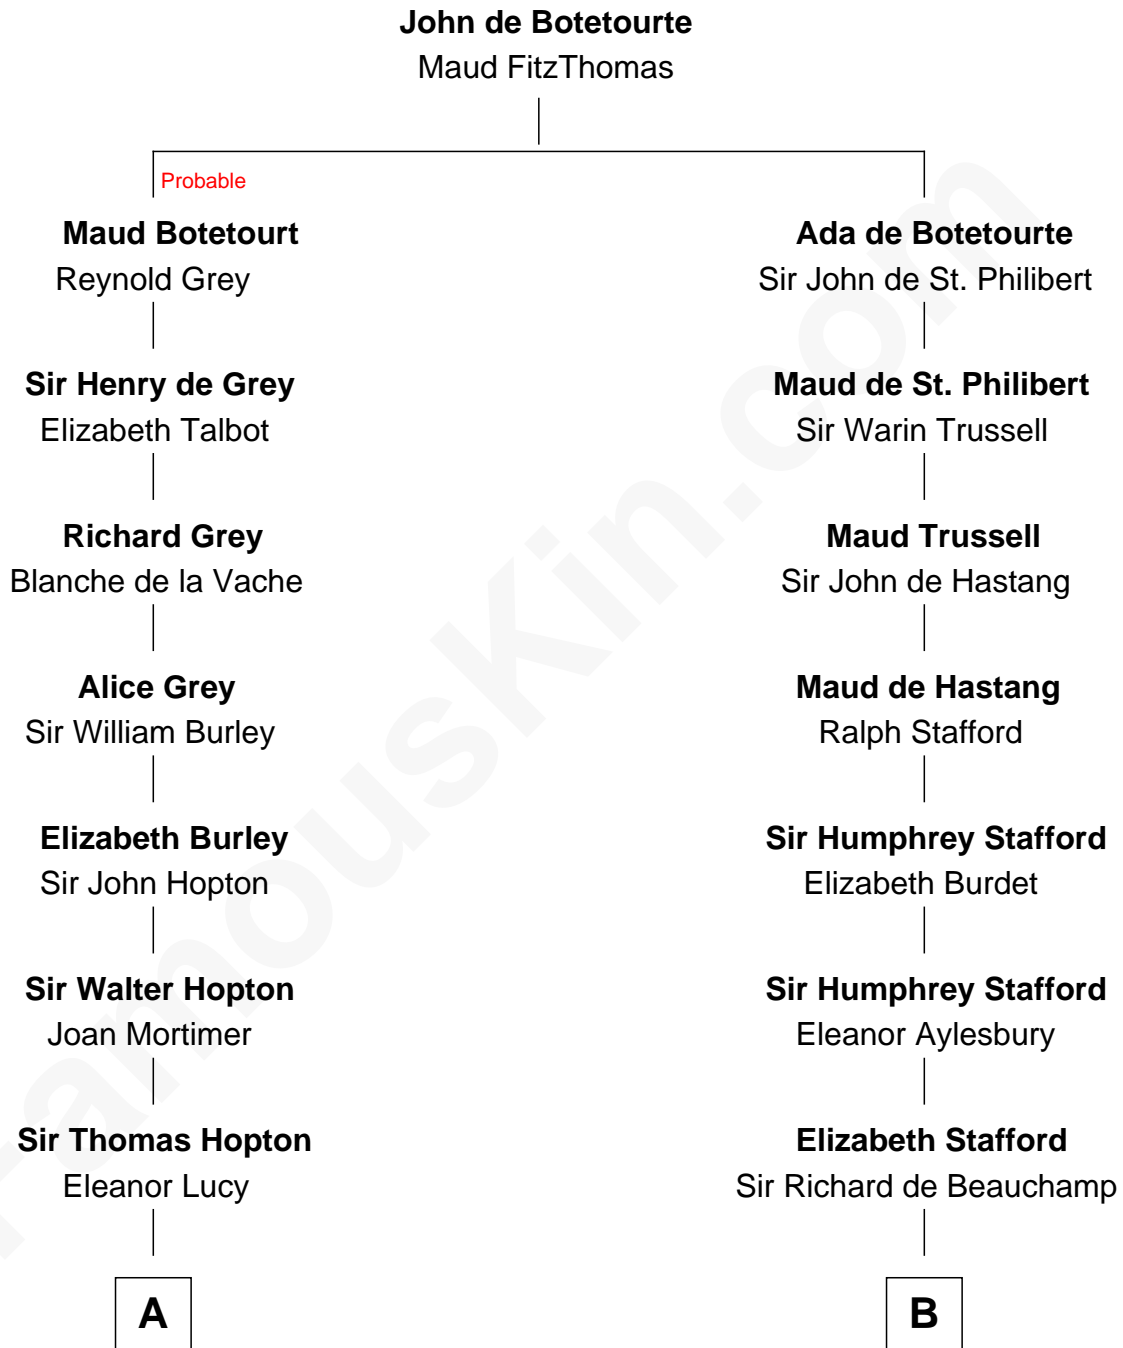 John de Botetourte
Maud FitzThomas
Probable
Maud Botetourt
Reynold Grey
Ada de Botetourte
Sir John de St. Philibert
Sir Henry de Grey
Elizabeth Talbot
Maud de St. Philibert
Sir Warin Trussell
Richard Grey
Blanche de la Vache
Maud Trussell
Sir John de Hastang
Alice Grey
Sir William Burley
Maud de Hastang
Ralph Stafford
Elizabeth Burley
Sir John Hopton
Sir Humphrey Stafford
Elizabeth Burdet
Sir Walter Hopton
Joan Mortimer
Sir Humphrey Stafford
Eleanor Aylesbury
Sir Thomas Hopton
Eleanor Lucy
Elizabeth Stafford
Sir Richard de Beauchamp
A
B
FamousKin.com